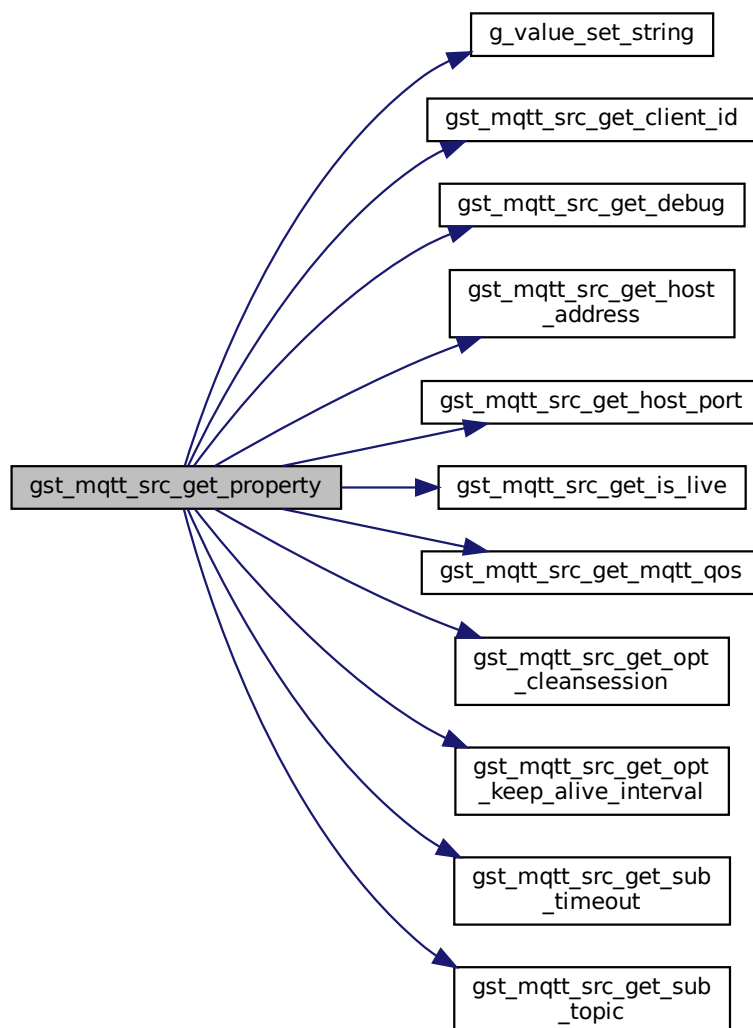 g_value_set_string
gst_mqtt_src_get_client_id
gst_mqtt_src_get_debug
gst_mqtt_src_get_host
_address
gst_mqtt_src_get_host_port
gst_mqtt_src_get_property
gst_mqtt_src_get_is_live
gst_mqtt_src_get_mqtt_qos
gst_mqtt_src_get_opt
_cleansession
gst_mqtt_src_get_opt
_keep_alive_interval
gst_mqtt_src_get_sub
_timeout
gst_mqtt_src_get_sub
_topic